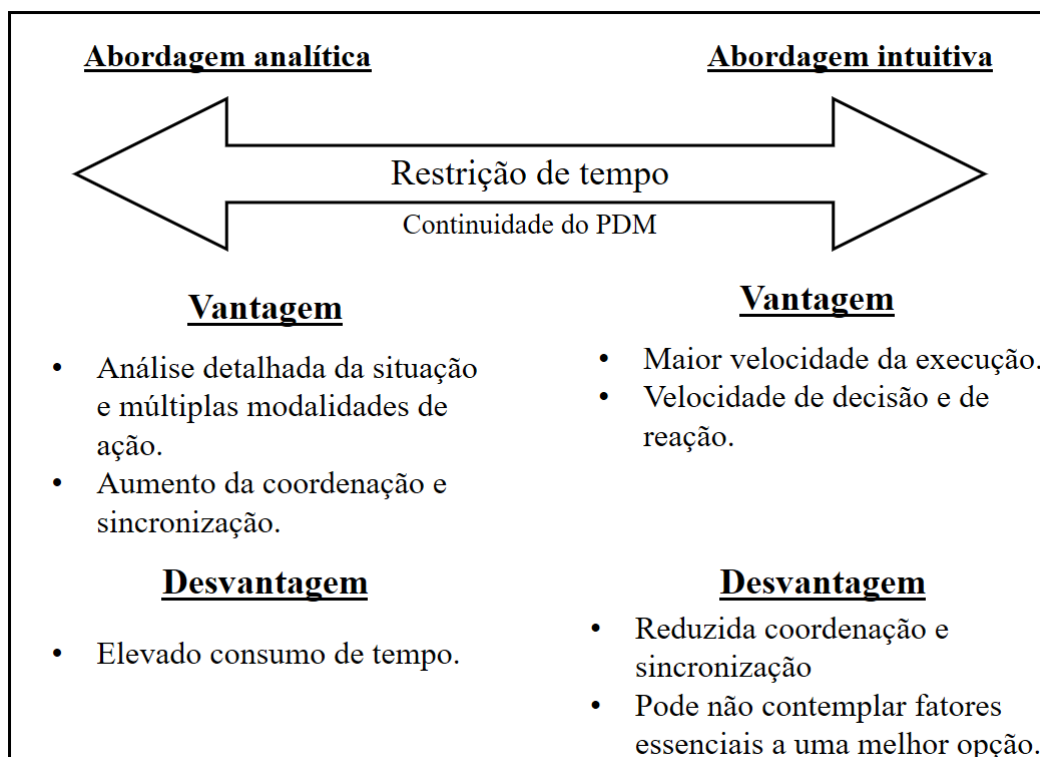 Abordagem analítica
Abordagem intuitiva
Restrição de tempo
Continuidade do PDM
Vantagem
• Análise detalhada da situação
e múltiplas modalidades de
ação.
• Aumento da coordenação e
sincronização.
Desvantagem
• Elevado consumo de tempo.
Vantagem
• Maior velocidade da execução.
• Velocidade de decisão e de
reação.
Desvantagem
• Reduzida coordenação e
sincronização
• Pode não contemplar fatores
essenciais a uma melhor opção.